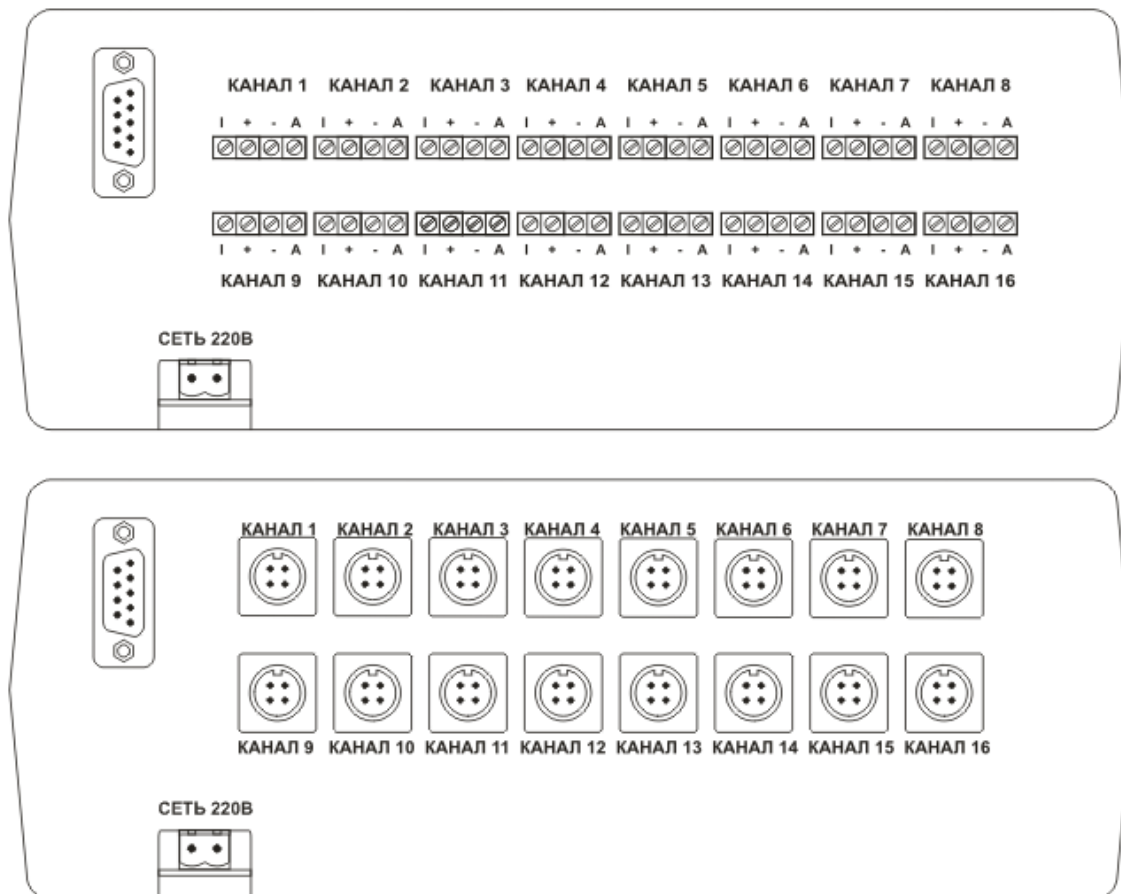 КАНАЛ 1 КАНАЛ 2 КАНАЛ 3 КАНАЛ 4 КАНАЛ 5 КАНАЛ 6 КАНАЛ 7 КАНАЛ 8
I + - A I + - A I + - A I + - A I + - A I + - A I + - A I + - A
I + - A I + - A I + - A I + - A I + - A I + - A I + - A I + - A
КАНАЛ 9 КАНАЛ 10 КАНАЛ 11 КАНАЛ 12 КАНАЛ 13 КАНАЛ 14 КАНАЛ 15 КАНАЛ 16
СЕТЬ 220В
КАНАЛ 1 КАНАЛ 2 КАНАЛ 3 КАНАЛ 4 КАНАЛ 5 КАНАЛ 6 КАНАЛ 7 КАНАЛ 8
КАНАЛ 9 КАНАЛ 10 КАНАЛ 11 КАНАЛ 12 КАНАЛ 13 КАНАЛ 14 КАНАЛ 15 КАНАЛ 16
СЕТЬ 220В